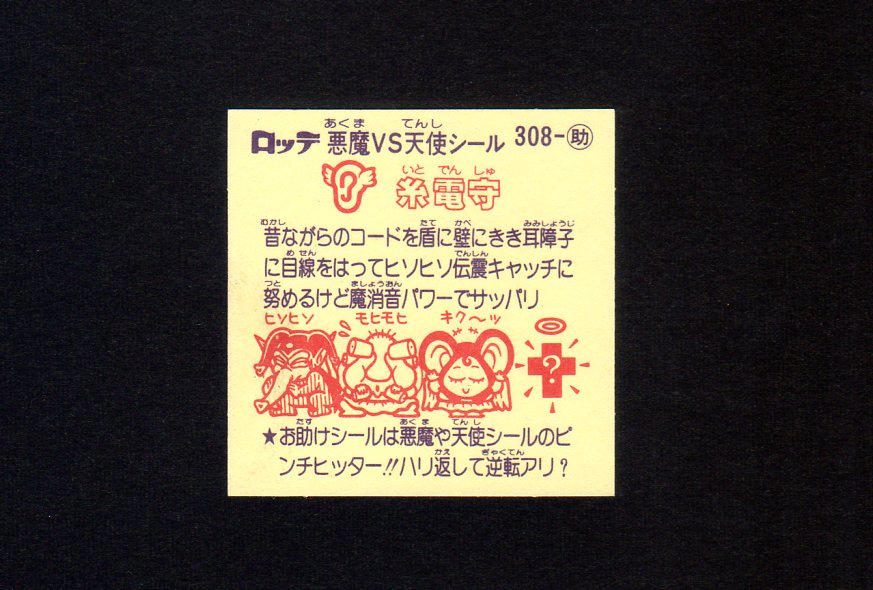 ロッテ 悪魔VS天使シール 308-助
あくま てんし
糸電守
いと でん しゅ
昔ながらのコードを盾に壁にきき耳障子
むかし たて かべ みみしょうじ
に目線をはってヒソヒソ伝震キャッチに
め せん でんしん
努めるけど魔消音パワーでサッパリ
つと ましょうおん
ヒソヒソ モヒモヒ キク〜ッ
?
★お助けシールは悪魔や天使シールのピ
たす あくま てんし
ンチヒッター!!ハリ返して逆転アリ?
かえ ぎゃくてん